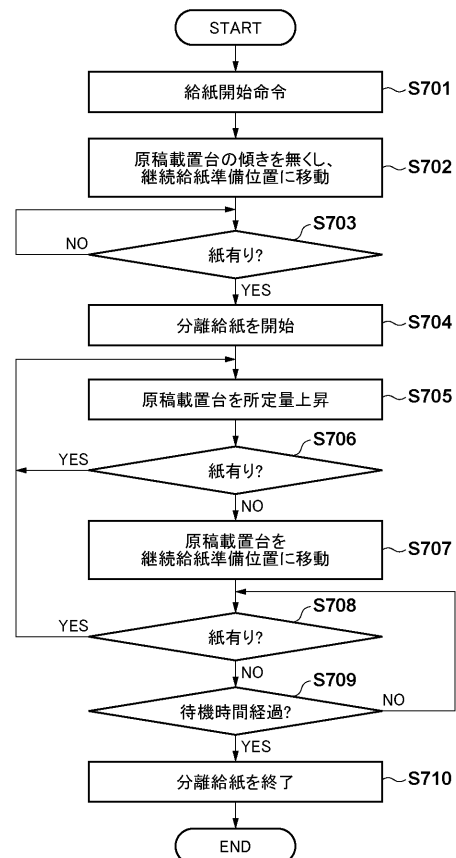 START
給紙開始命令
S701
原稿載置台の傾きを無くし、
継続給紙準備位置に移動
S702
S703
NO
紙有り?
YES
分離給紙を開始
S704
原稿載置台を所定量上昇
S705
S706
YES
紙有り?
NO
原稿載置台を
継続給紙準備位置に移動
S707
S708
YES
紙有り?
NO
S709
待機時間経過?
NO
YES
分離給紙を終了
S710
END